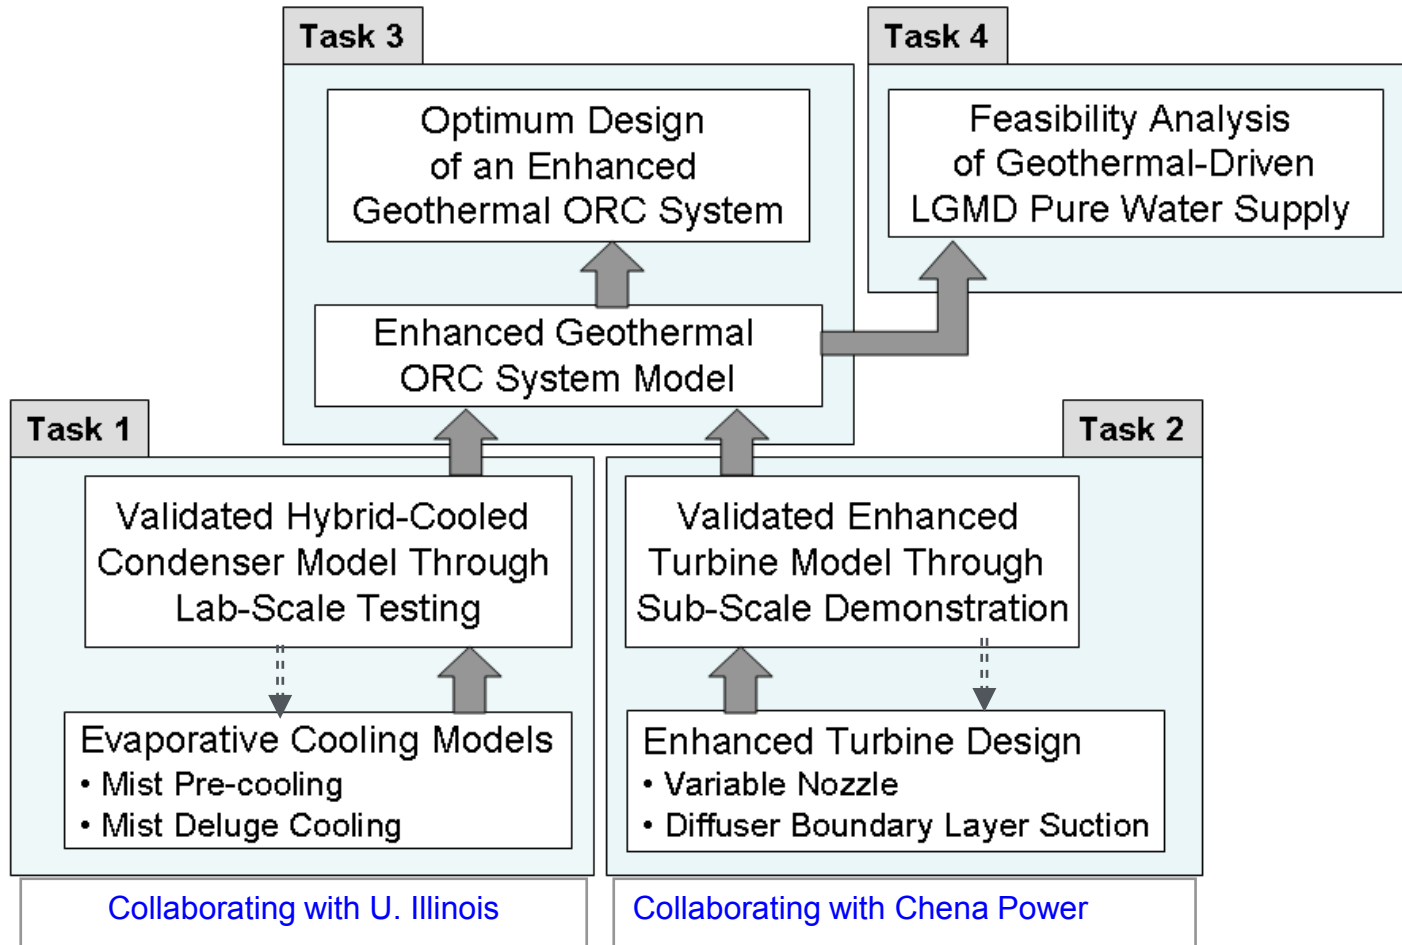 Task 3
Optimum Design
of an Enhanced
Geothermal ORC System
Enhanced Geothermal
ORC System Model
Task 4
Feasibility Analysis
of Geothermal-Driven
LGMD Pure Water Supply
Task 1
Validated Hybrid-Cooled
Condenser Model Through
Lab-Scale Testing
Evaporative Cooling Models
• Mist Pre-cooling
• Mist Deluge Cooling
Collaborating with U. Illinois
Task 2
Validated Enhanced
Turbine Model Through
Sub-Scale Demonstration
Enhanced Turbine Design
• Variable Nozzle
• Diffuser Boundary Layer Suction
Collaborating with Chena Power